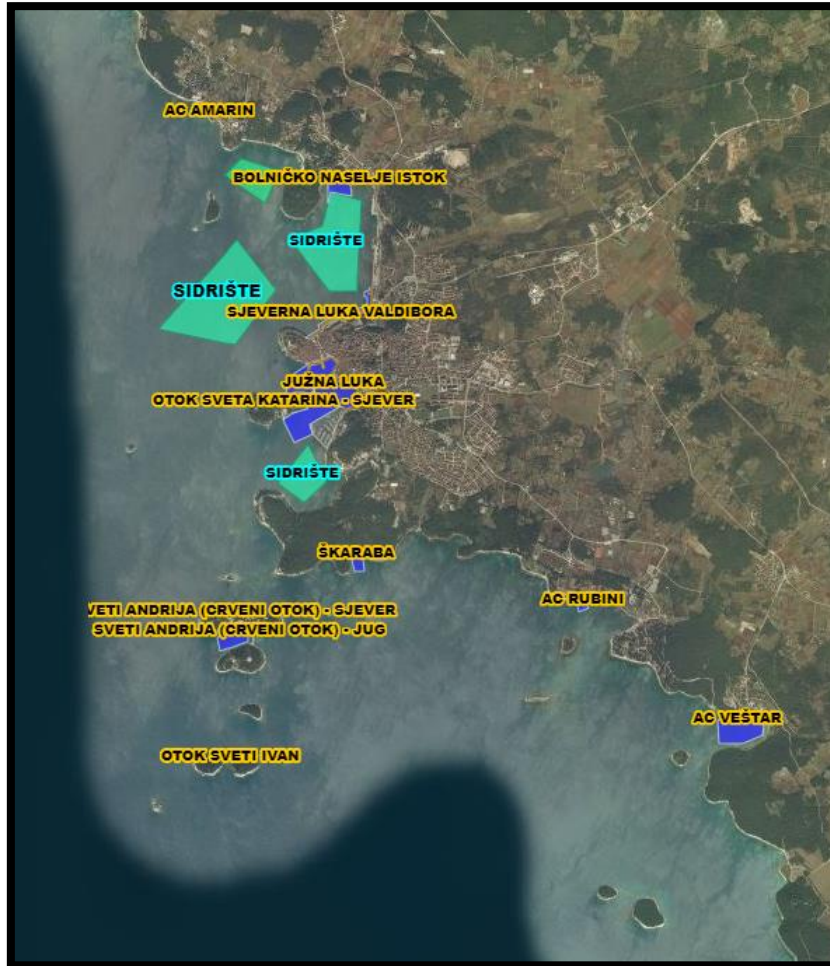 AC AMARIN
BOLNIČKO NASELJE ISTOK
SIDRIŠTE
SIDRIŠTE
SJEVERNA LUKA VALDIBORA
JUŽNA LUKA
OTOK SVETA KATARINA - SJEVER
SIDRIŠTE
ŠKARABA
AC RUBINI
VETI ANDRIJA (CRVENI OTOK) - SJEVER
SVETI ANDRIJA (CRVENI OTOK) - JUG
AC VEŠTAR
OTOK SVETI IVAN